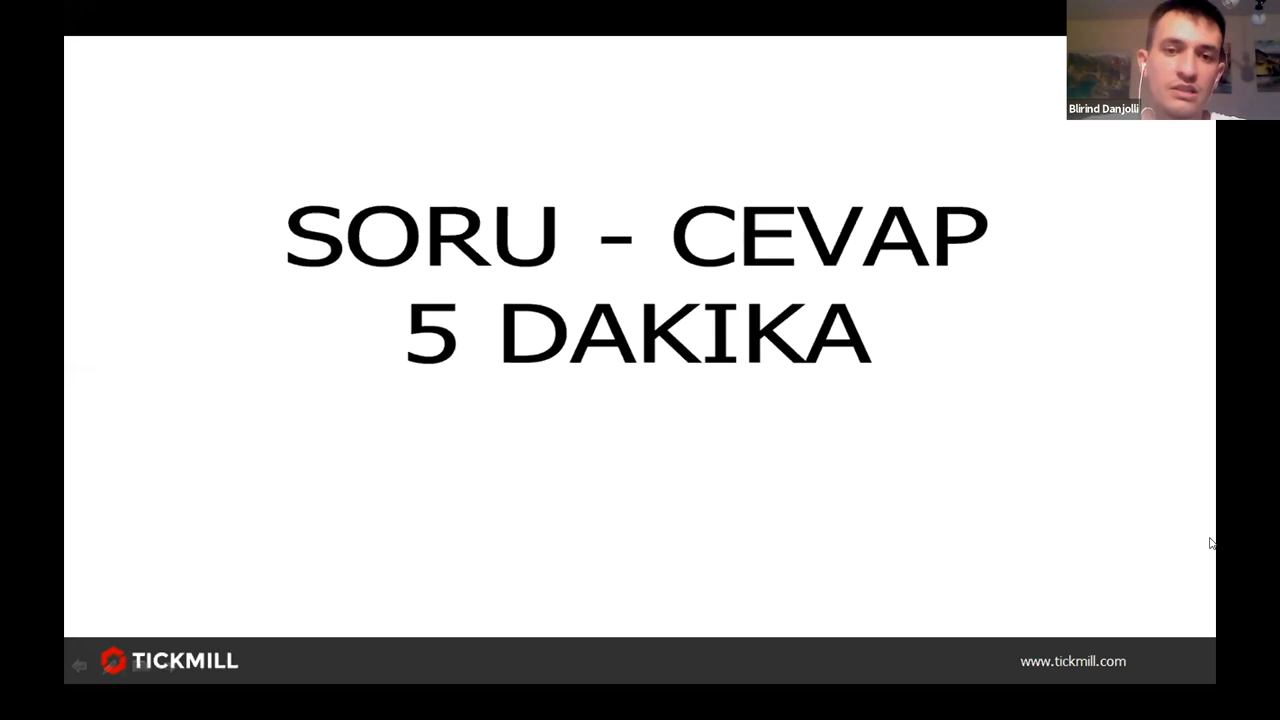 Blirind Danjolli
SORU - CEVAP
5 DAKIKA
TICKMILL
www.tickmill.com